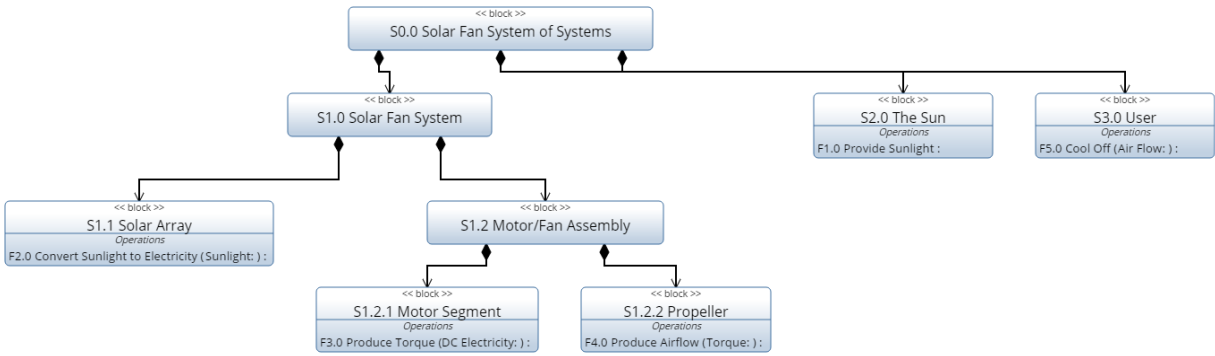 << block >>
S0.0 Solar Fan System of Systems
<< block >>
S1.0 Solar Fan System
<< block >>
S2.0 The Sun
Operations
F1.0 Provide Sunlight :
<< block >>
S3.0 User
Operations
F5.0 Cool Off (Air Flow: ) :
<< block >>
S1.1 Solar Array
Operations
F2.0 Convert Sunlight to Electricity (Sunlight: ) :
<< block >>
S1.2 Motor/Fan Assembly
<< block >>
S1.2.1 Motor Segment
Operations
F3.0 Produce Torque (DC Electricity: ) :
<< block >>
S1.2.2 Propeller
Operations
F4.0 Produce Airflow (Torque: ) :